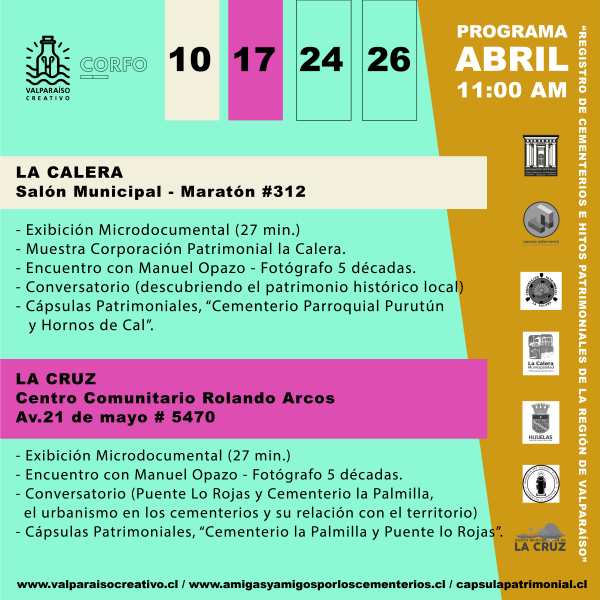 VALPARAÍSO
CREATIVO
CORFO
10
17
24
26
PROGRAMA
ABRIL
11:00 AM
“REGISTRO DE CEMENTERIOS E HITOS PATRIMONIALES DE LA REGIÓN DE VALPARAÍSO”
LA CALERA
Salón Municipal - Maratón #312
- Exibición Microdocumental (27 min.)
- Muestra Corporación Patrimonial la Calera.
- Encuentro con Manuel Opazo - Fotógrafo 5 décadas.
- Conversatorio (descubriendo el patrimonio histórico local)
- Cápsulas Patrimoniales, “Cementerio Parroquial Purutún
y Hornos de Cal”.
LA CRUZ
Centro Comunitario Rolando Arcos
Av.21 de mayo # 5470
- Exibición Microdocumental (27 min.)
- Encuentro con Manuel Opazo - Fotógrafo 5 décadas.
- Conversatorio (Puente Lo Rojas y Cementerio la Palmilla,
el urbanismo en los cementerios y su relación con el territorio)
- Cápsulas Patrimoniales, “Cementerio la Palmilla y Puente lo Rojas”.
capsula patrimonial
La Calera
Municipalidad
HIJUELAS
LA CRUZ
www.valparaisocreativo.cl / www.amigasyamigosporloscementerios.cl / capsulapatrimonial.cl